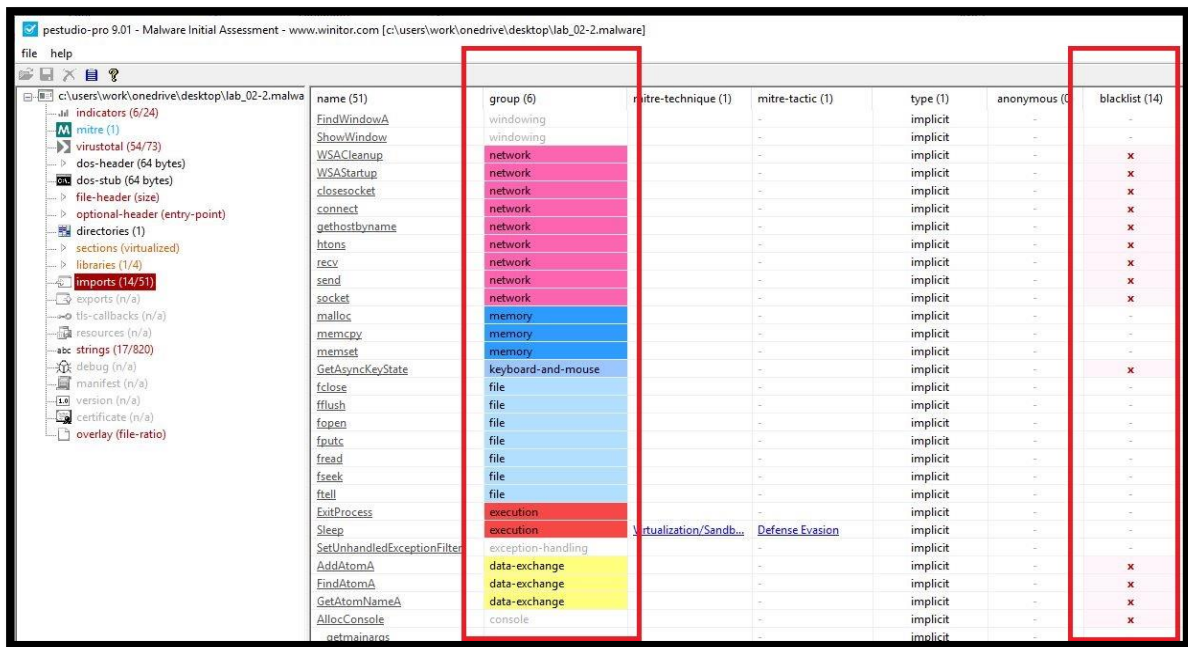 pestudio-pro 9.01 - Malware Initial Assessment - www.winitor.com [c:\users\work\onedrive\desktop\lab_02-2.malware]
file help
c:\users\work\onedrive\desktop\lab_02-2.malwa
indicators (6/24)
mitre (1)
virustotal (54/73)
dos-header (64 bytes)
dos-stub (64 bytes)
file-header (size)
optional-header (entry-point)
directories (1)
sections (virtualized)
libraries (1/4)
imports (14/51)
exports (n/a)
tls-callbacks (n/a)
resources (n/a)
abc strings (17/820)
debug (n/a)
manifest (n/a)
1.0 version (n/a)
certificate (n/a)
overlay (file-ratio)
name (51) group (6) mitre-technique (1) mitre-tactic (1) type (1) anonymous (0 blacklist (14)
FindWindowA windowing - implicit - -
ShowWindow windowing - implicit - -
WSACleanup network - implicit - x
WSAStartup network - implicit - x
closesocket network - implicit - x
connect network - implicit - x
gethostbyname network - implicit - x
htons network - implicit - x
recv network - implicit - x
send network - implicit - x
socket network - implicit - x
malloc memory - implicit - -
memcpy memory - implicit - -
memset memory - implicit - -
GetAsyncKeyState keyboard-and-mouse - implicit - x
fclose file - implicit - -
fflush file - implicit - -
fopen file - implicit - -
fputc file - implicit - -
fread file - implicit - -
fseek file - implicit - -
ftell file - implicit - -
ExitProcess execution - implicit - -
Sleep execution Virtualization/Sandb... Defense Evasion implicit - -
SetUnhandledExceptionFilter exception-handling - implicit - -
AddAtomA data-exchange - implicit - x
FindAtomA data-exchange - implicit - x
GetAtomNameA data-exchange - implicit - x
AllocConsole console - implicit - x
getmainargs implicit